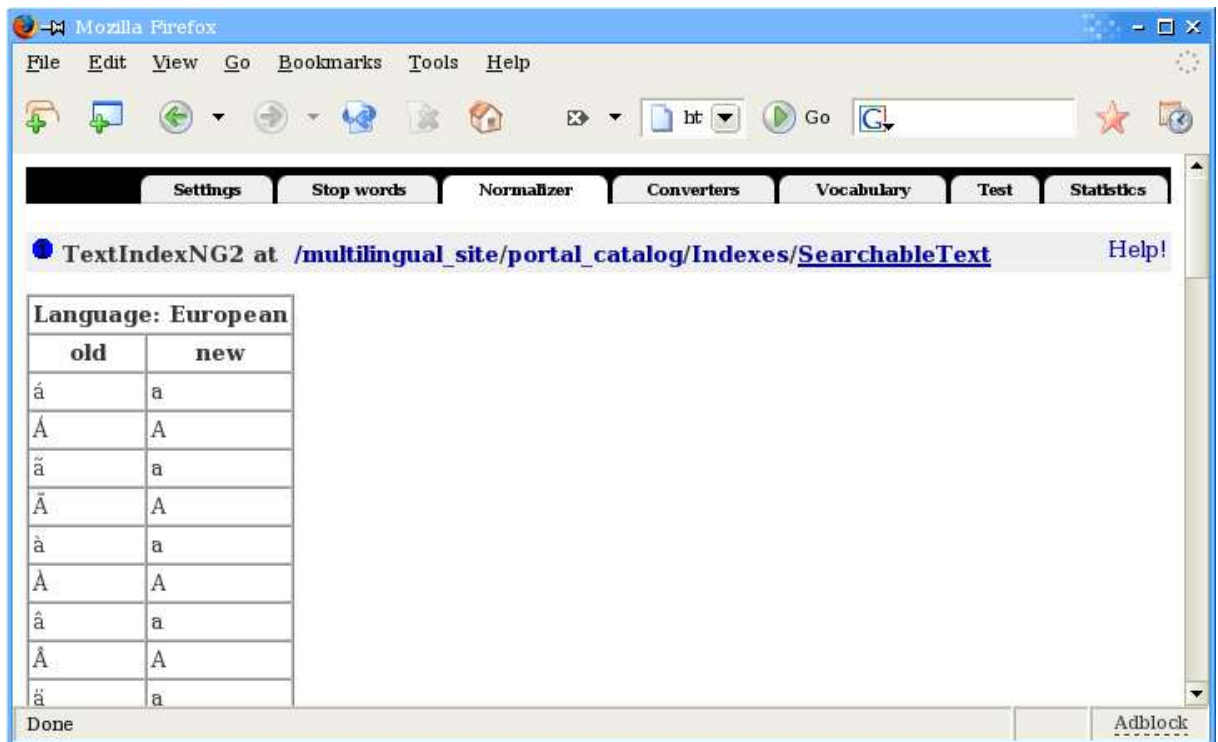 Mozilla Firefox
File Edit View Go Bookmarks Tools Help
ht Go G
Settings Stop words Normalizer Converters Vocabulary Test Statistics
TextIndexNG2 at /multilingual_site/portal_catalog/Indexes/SearchableText Help!
Language: European
old new
á a
Á A
ã a
Ã A
à a
À A
â a
Â A
ä a
Done Adblock